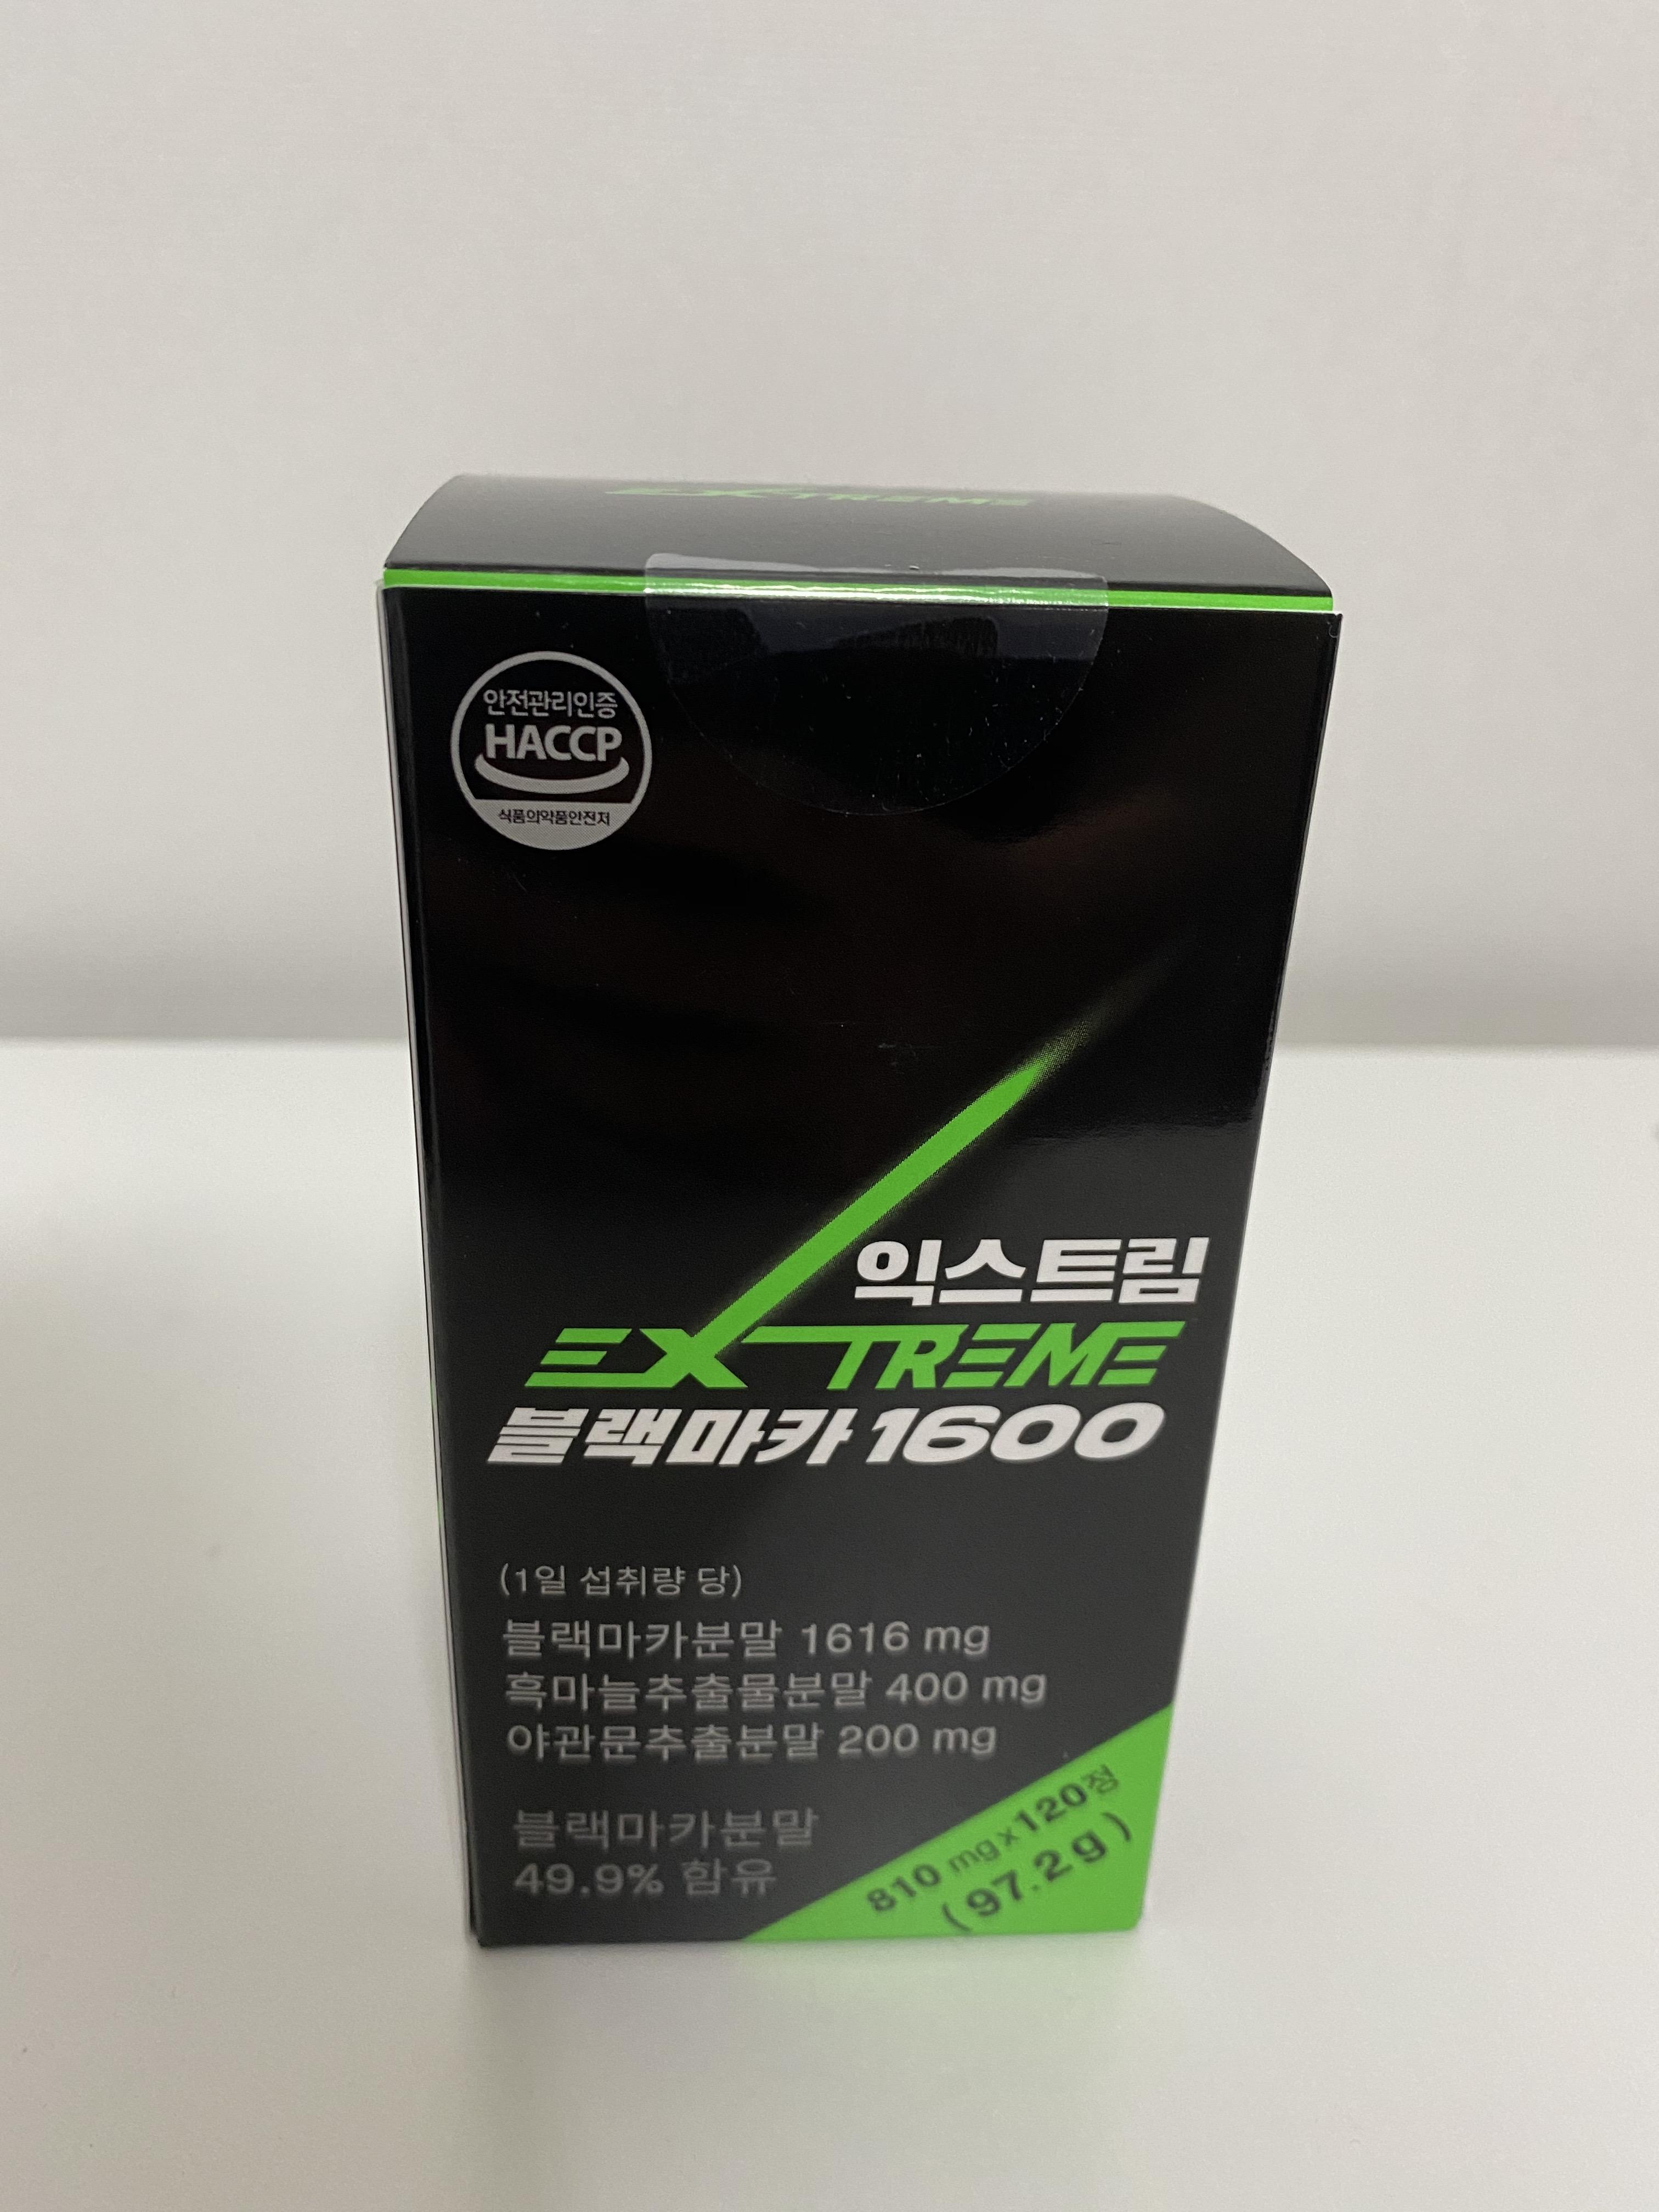 EXTREME
안전관리인증
HACCP
식품의약품안전처
익스트림
EXTREME
블랙마카 1600
(1일 섭취량 당)
블랙마카분말 1616 mg
흑마늘추출물분말 400 mg
야관문추출분말 200 mg
블랙마카분말
49.9% 함유
810 mg x 120정
(97.2g)